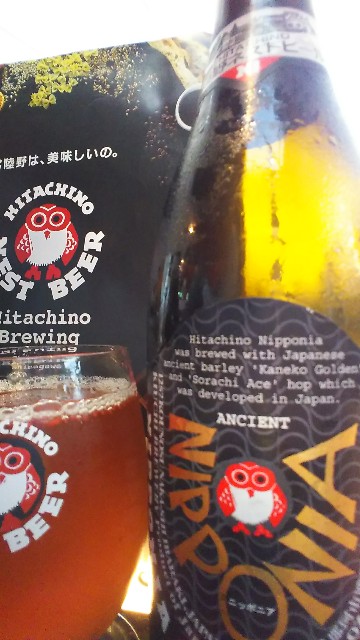 常陸野は、美味しいの。
HITACHINO
NEST BEER
Hitachino
Brewing
HITACHINO
BEER
Hitachino Nipponia
was brewed with Japanese
ancient barley 'Kaneko Golden'
and 'Sorachi Ace' hop which
was developed in Japan.
ANCIENT
NIPPONIA
ニッポニア